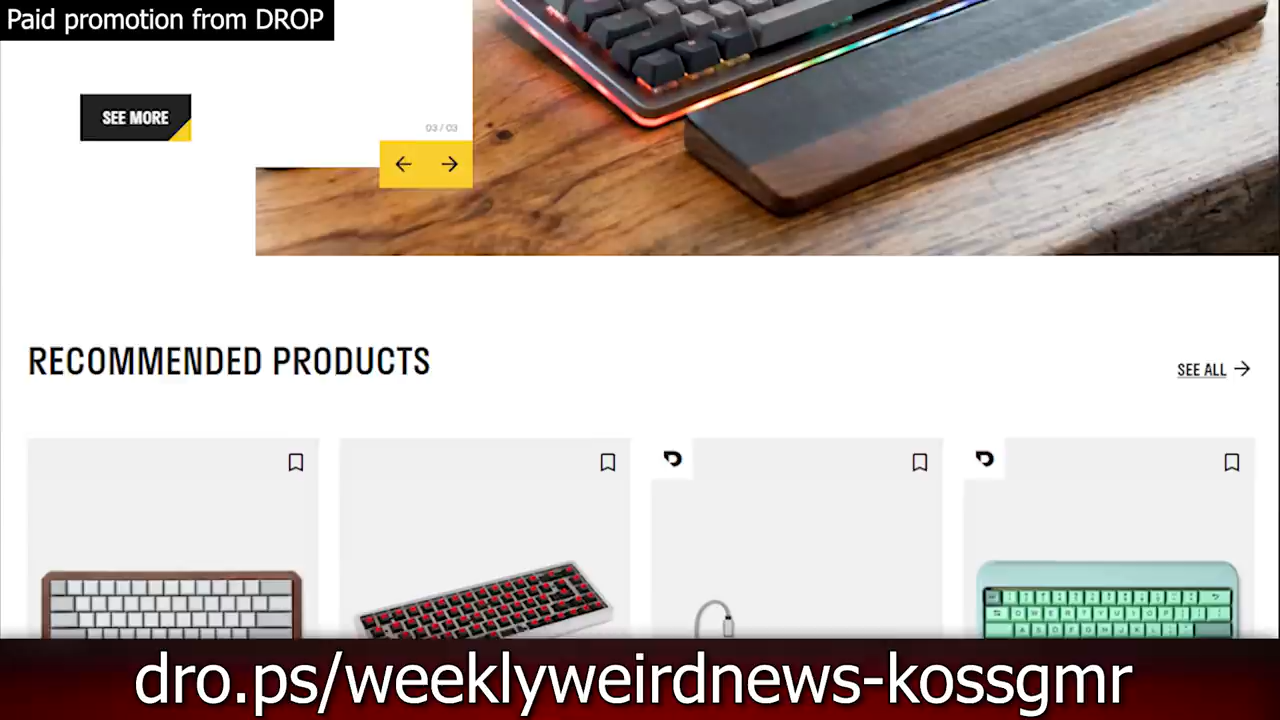 Paid promotion from DROP
SEE MORE
03 / 03
RECOMMENDED PRODUCTS
SEE ALL
dro.ps/weeklyweirdnews-kossgmr